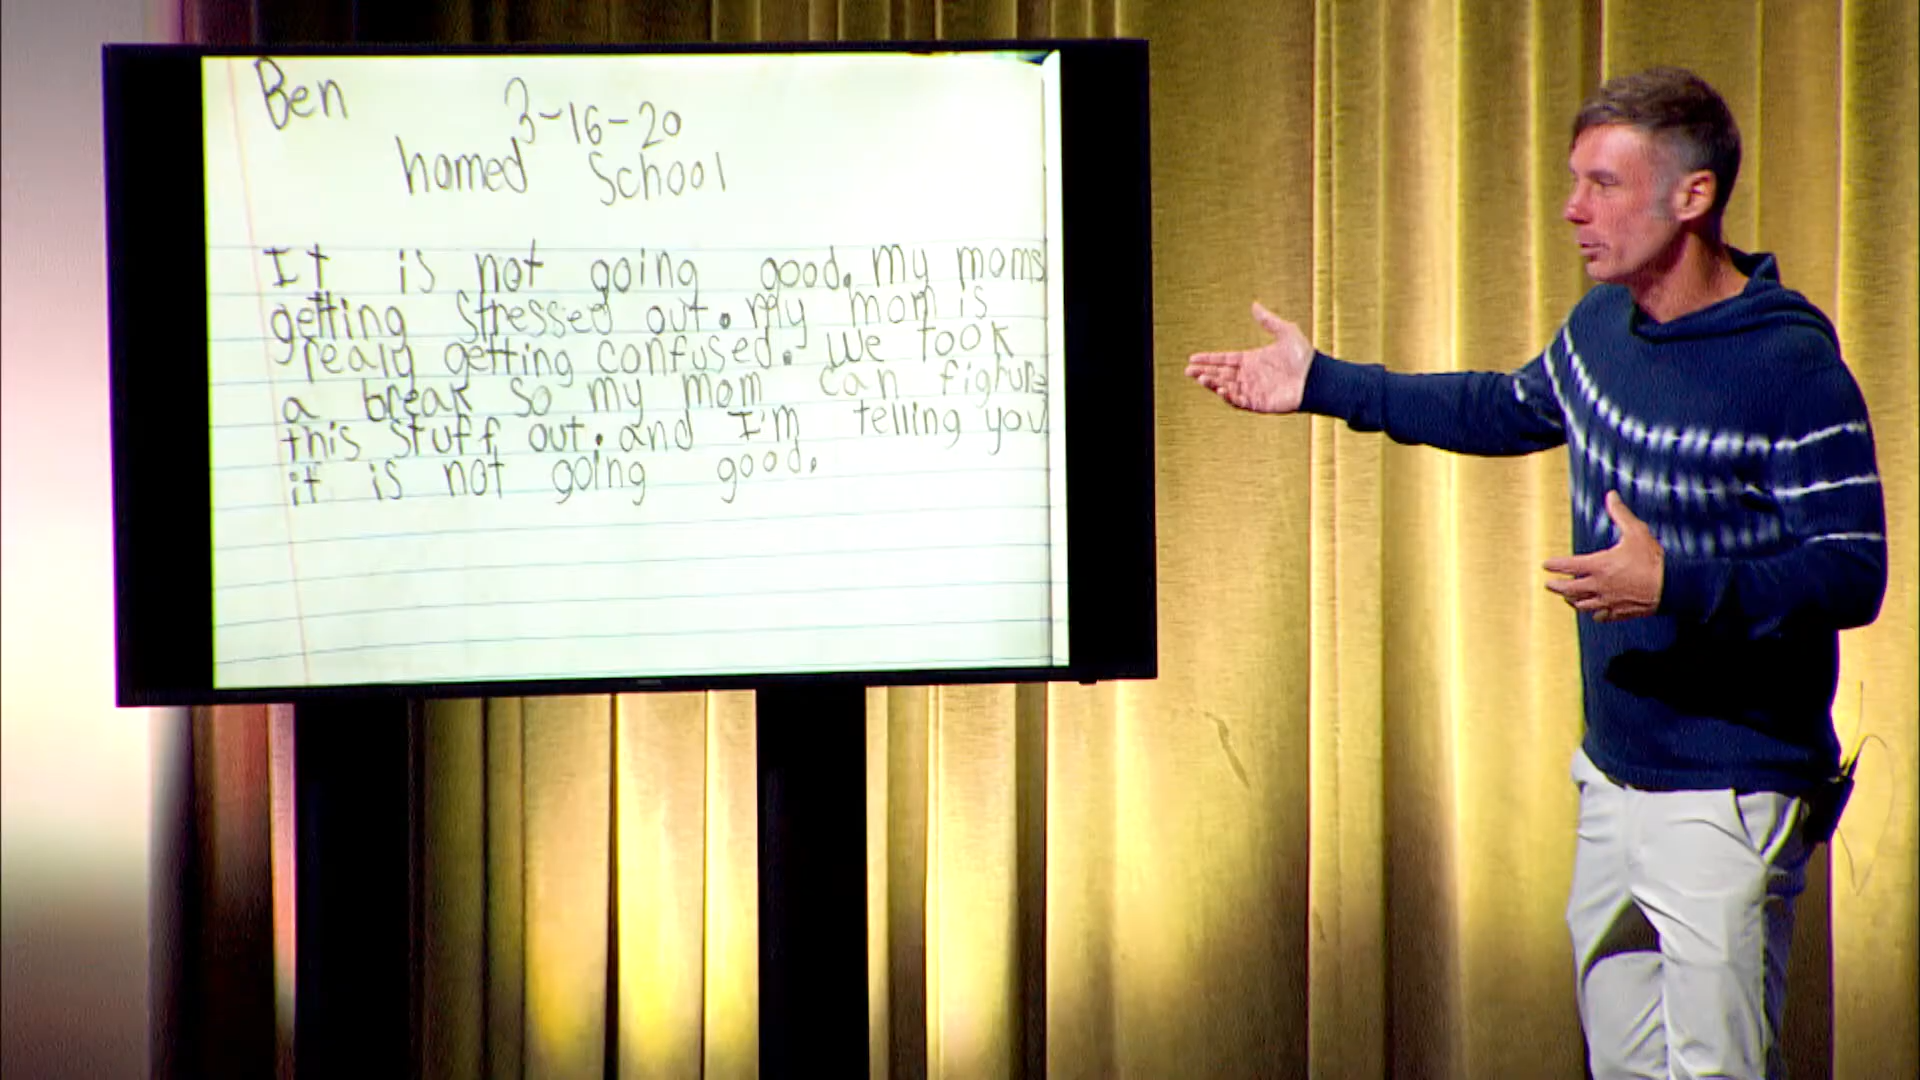 Ben
3-16-20
homed School
It is not going good. my moms
getting stressed out. my mom is
realy getting confused. we took
a break so my mom can fighure
this stuff out. and I'm telling you
it is not going good.